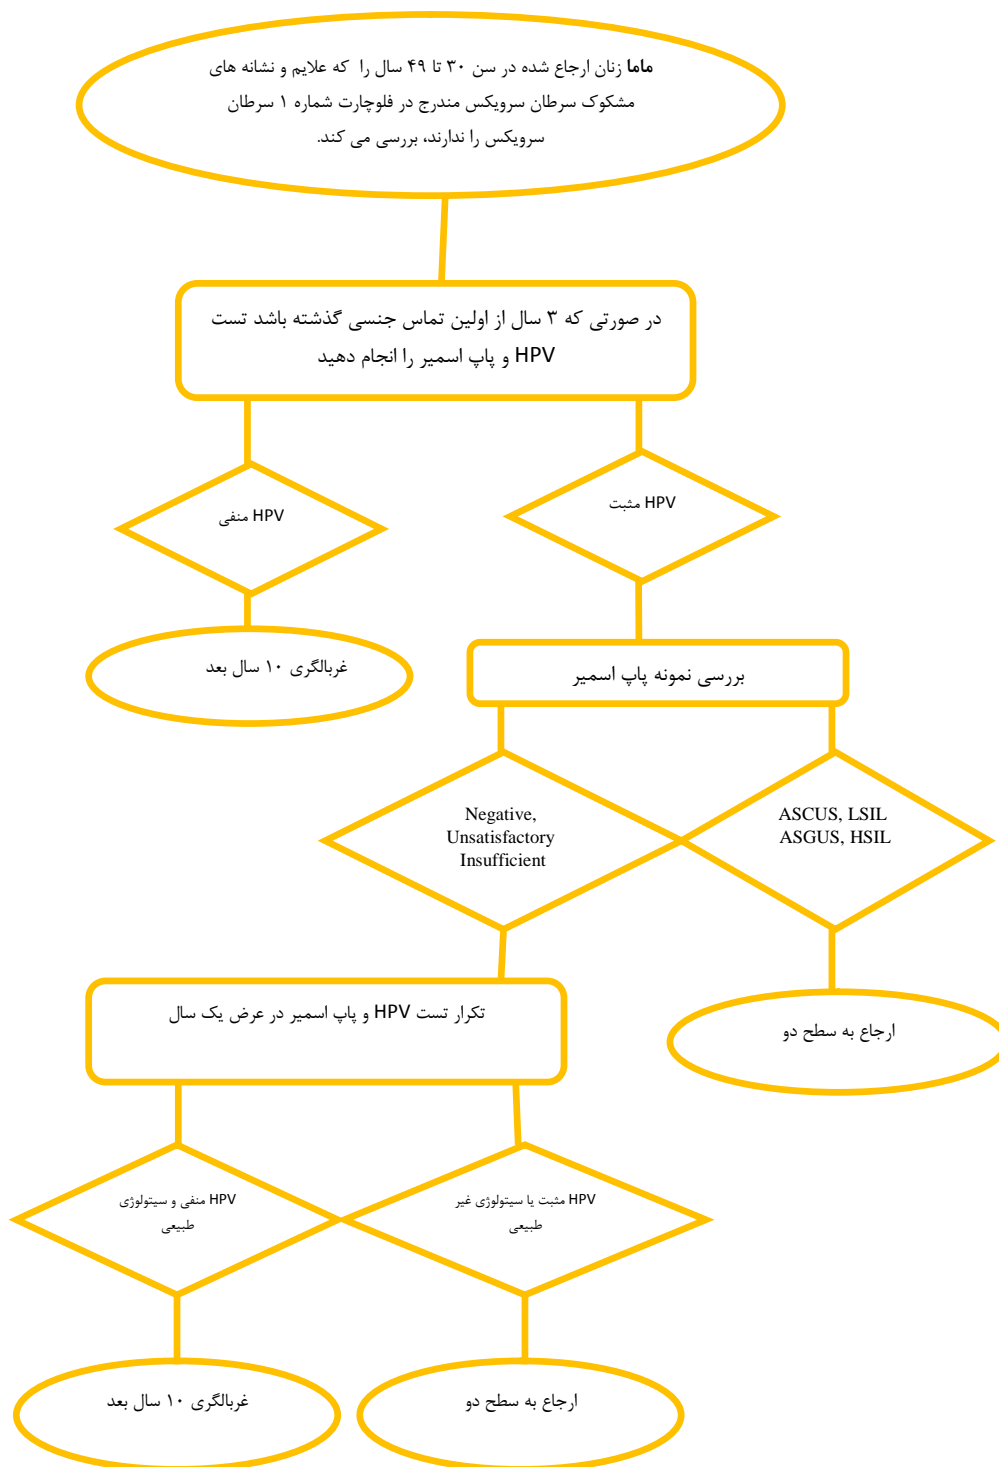 ماما زنان ارجاع شده در سن ۳۰ تا ۴۹ سال را که علایم و نشانه های
مشکوک سرطان سرویکس مندرج در فلوچارت شماره ۱ سرطان
سرویکس را ندارند، بررسی می کند.
در صورتی که ۳ سال از اولین تماس جنسی گذشته باشد تست
HPV و پاپ اسمیر را انجام دهید
HPV مثبت
HPV منفی
غربالگری ۱۰ سال بعد
بررسی نمونه پاپ اسمیر
ASCUS, LSIL
ASGUS, HSIL
Negative,
Unsatisfactory
Insufficient
تکرار تست HPV و پاپ اسمیر در عرض یک سال
ارجاع به سطح دو
HPV مثبت یا سیتولوژی غیر
طبیعی
HPV منفی و سیتولوژی
طبیعی
ارجاع به سطح دو
غربالگری ۱۰ سال بعد